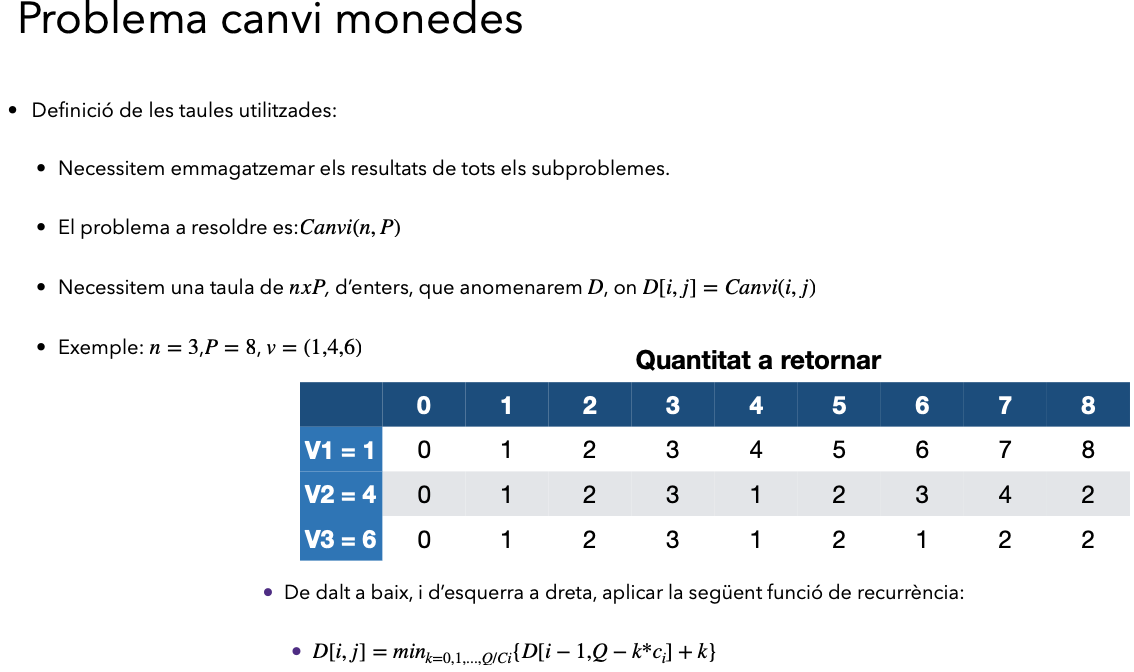 Problema canvi monedes
• Definició de les taules utilitzades:
• Necessitem emmagatzemar els resultats de tots els subproblemes.
• El problema a resoldre es:Canvi(n, P)
• Necessitem una taula de nxP, d’enters, que anomenarem D, on D[i, j] = Canvi(i, j)
• Exemple: n = 3,P = 8, v = (1,4,6)
Quantitat a retornar
0 1 2 3 4 5 6 7 8
V1 = 1 0 1 2 3 4 5 6 7 8
V2 = 4 0 1 2 3 1 2 3 4 2
V3 = 6 0 1 2 3 1 2 1 2 2
• De dalt a baix, i d’esquerra a dreta, aplicar la següent funció de recurrència:
• D[i, j] = min_{k=0,1,...,Q/Ci}{D[i − 1,Q − k*c_i] + k}